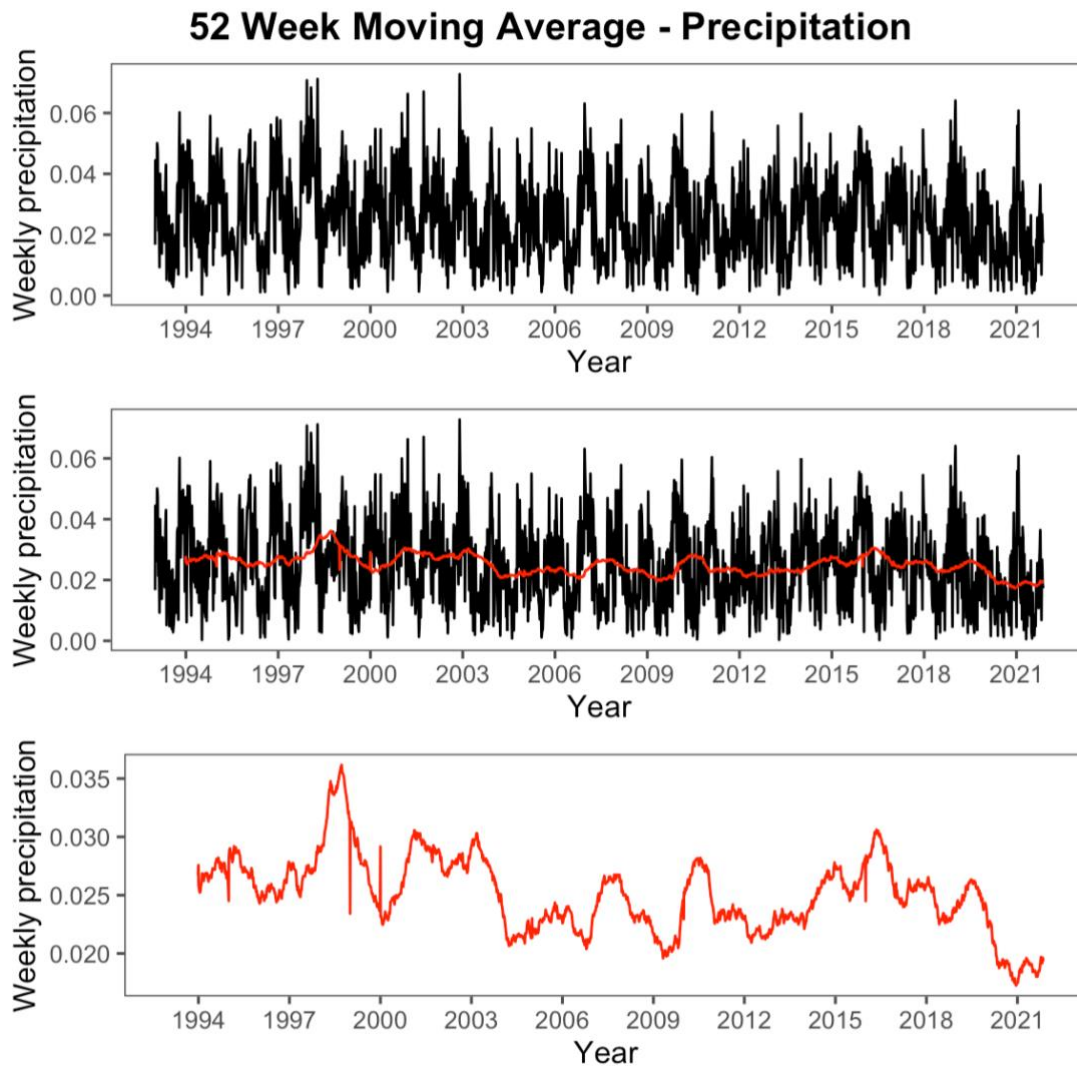 52 Week Moving Average - Precipitation
Weekly precipitation
0.06
0.04
0.02
0.00
1994 1997 2000 2003 2006 2009 2012 2015 2018 2021
Year
Weekly precipitation
0.06
0.04
0.02
0.00
1994 1997 2000 2003 2006 2009 2012 2015 2018 2021
Year
Weekly precipitation
0.035
0.030
0.025
0.020
1994 1997 2000 2003 2006 2009 2012 2015 2018 2021
Year